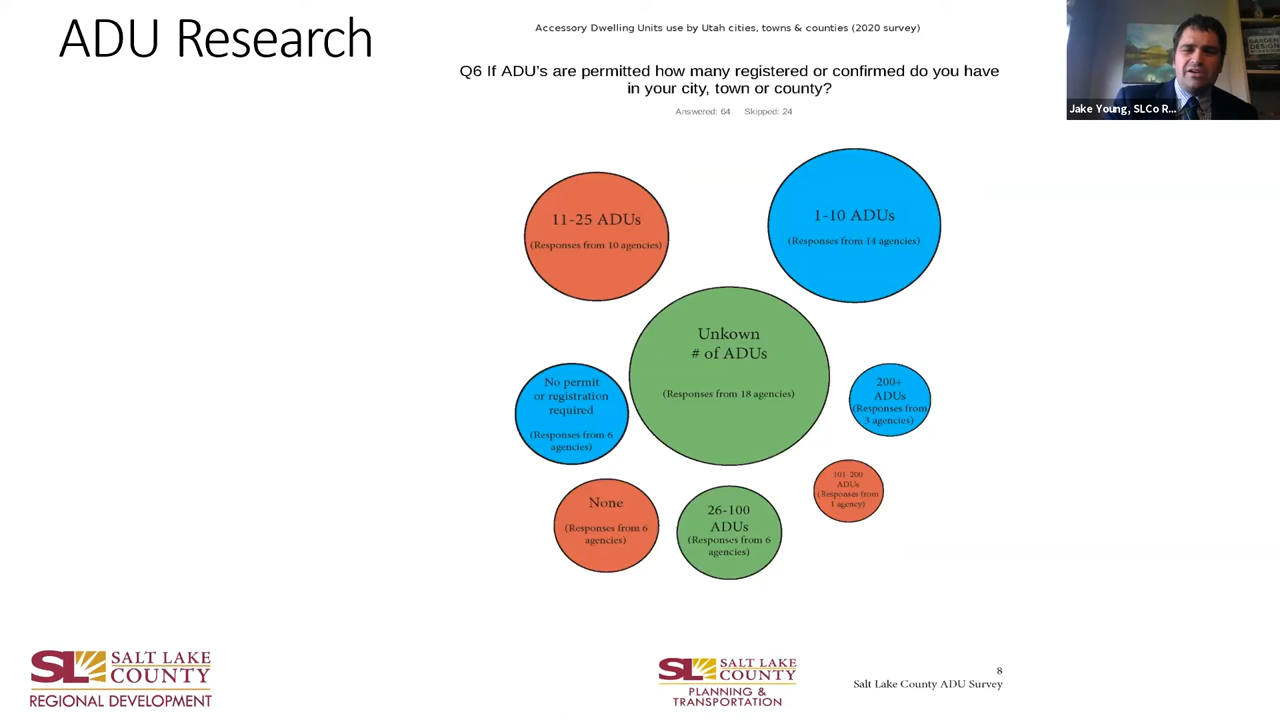 ADU Research
Accessory Dwelling Units use by Utah cities, towns & counties (2020 survey)
Q6 If ADU's are permitted how many registered or confirmed do you have
in your city, town or county?
Answered: 64 Skipped: 24
GARDEN
DESIGN
Jake Young, SLCo R...
11-25 ADUs
(Responses from 10 agencies)
1-10 ADUs
(Responses from 14 agencies)
Unkown
# of ADUs
(Responses from 18 agencies)
No permit
or registration
required
(Responses from 6
agencies)
200+
ADUs
(Responses from
3 agencies)
101-200
ADUs
(Responses from
1 agency)
None
(Responses from 6
agencies)
26-100
ADUs
(Responses from 6
agencies)
SL SALT LAKE
COUNTY
REGIONAL DEVELOPMENT
SL SALT LAKE
COUNTY
PLANNING &
TRANSPORTATION
8
Salt Lake County ADU Survey